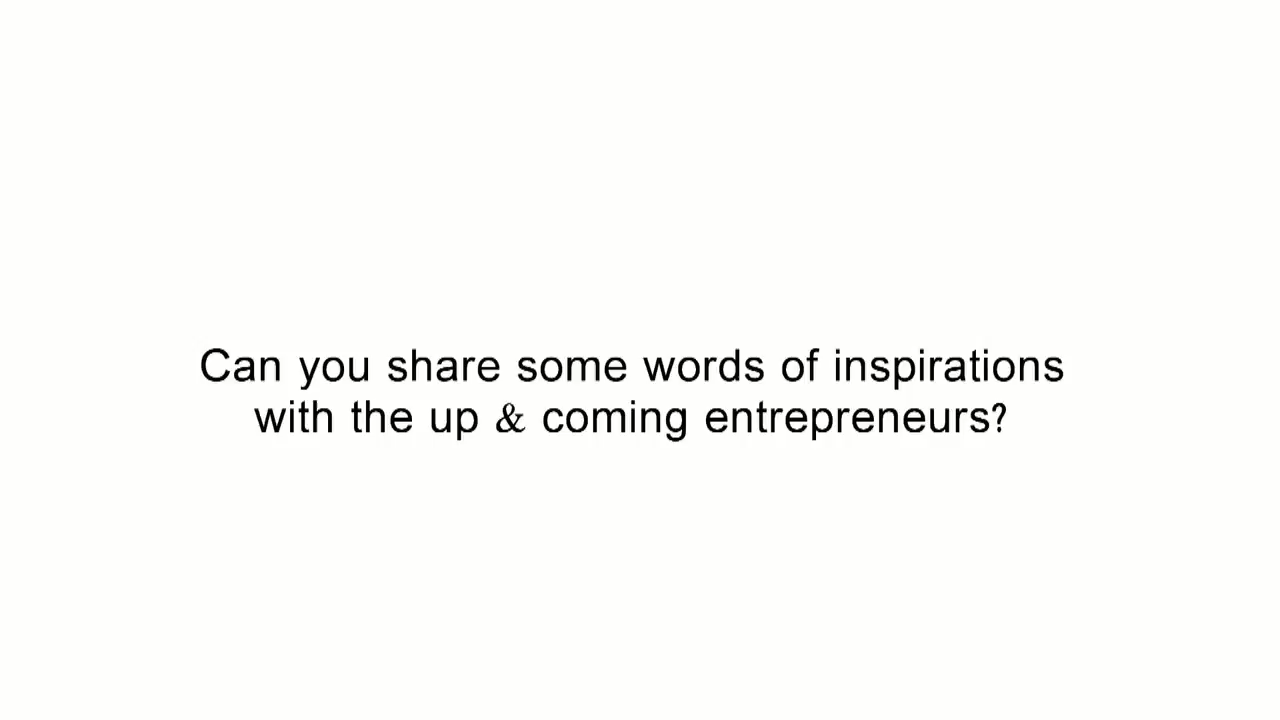 Can you share some words of inspirations
with the up & coming entrepreneurs?